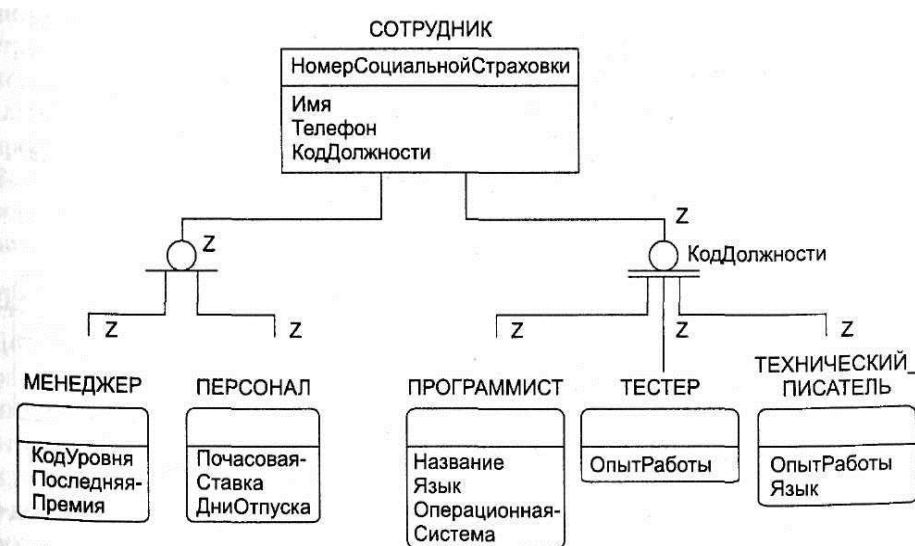 СОТРУДНИК
НомерСоциальнойСтраховки
Имя
Телефон
КодДолжности
Z
Z
КодДолжности
Z
Z
Z
Z
Z
МЕНЕДЖЕР
ПЕРСОНАЛ
ПРОГРАММИСТ
ТЕСТЕР
ТЕХНИЧЕСКИЙ_
ПИСАТЕЛЬ
КодУровня
Последняя-
Премия
Почасовая-
Ставка
ДниОтпуска
Название
Язык
Операционная-
Система
ОпытРаботы
ОпытРаботы
Язык